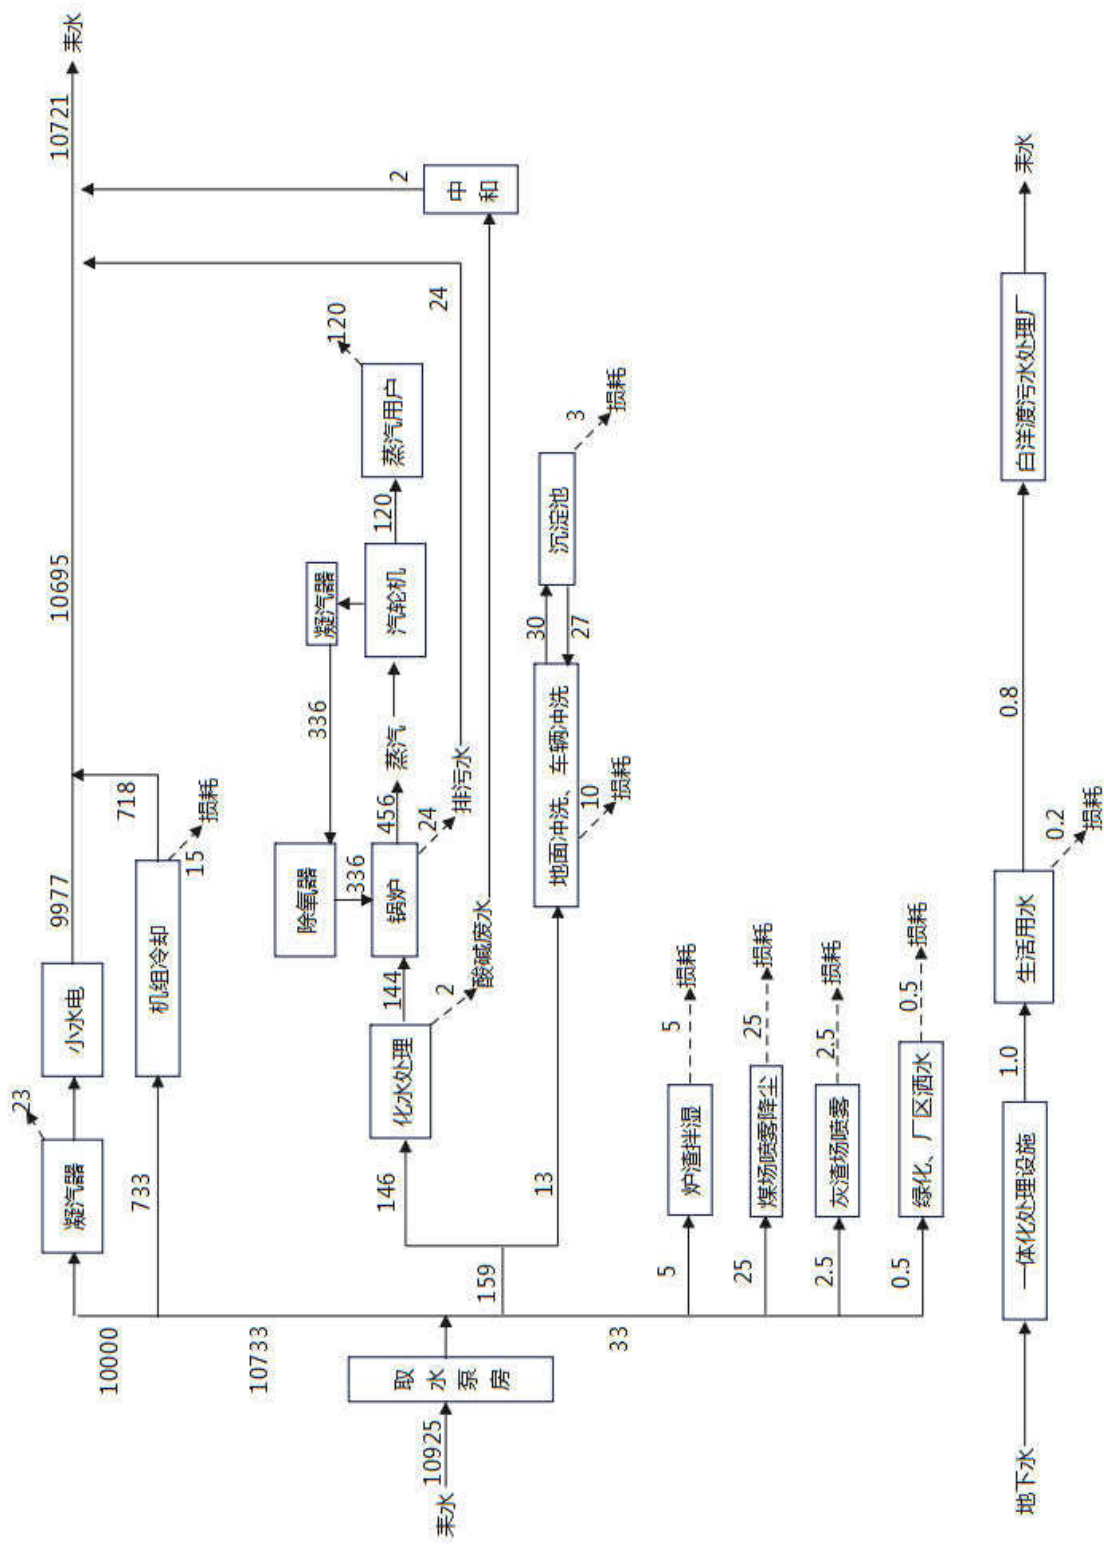 耒水
10925
取水泵房
10000
10733
159
33
凝汽器
23
小水电
9977
10695
10721
耒水
733
机组冷却
15
损耗
718
146
化水处理
2
酸碱废水
144
锅炉
24
排污水
24
456
蒸汽
除氧器
336
336
凝汽器
汽轮机
120
蒸汽用户
120
中和
2
13
地面冲洗、车辆冲洗
10
损耗
30
27
沉淀池
3
损耗
5
炉渣拌湿
5
损耗
25
煤场喷雾降尘
25
损耗
2.5
灰渣场喷雾
2.5
损耗
0.5
绿化、厂区洒水
0.5
损耗
地下水
一体化处理设施
1.0
生活用水
0.2
损耗
0.8
白洋渡污水处理厂
耒水